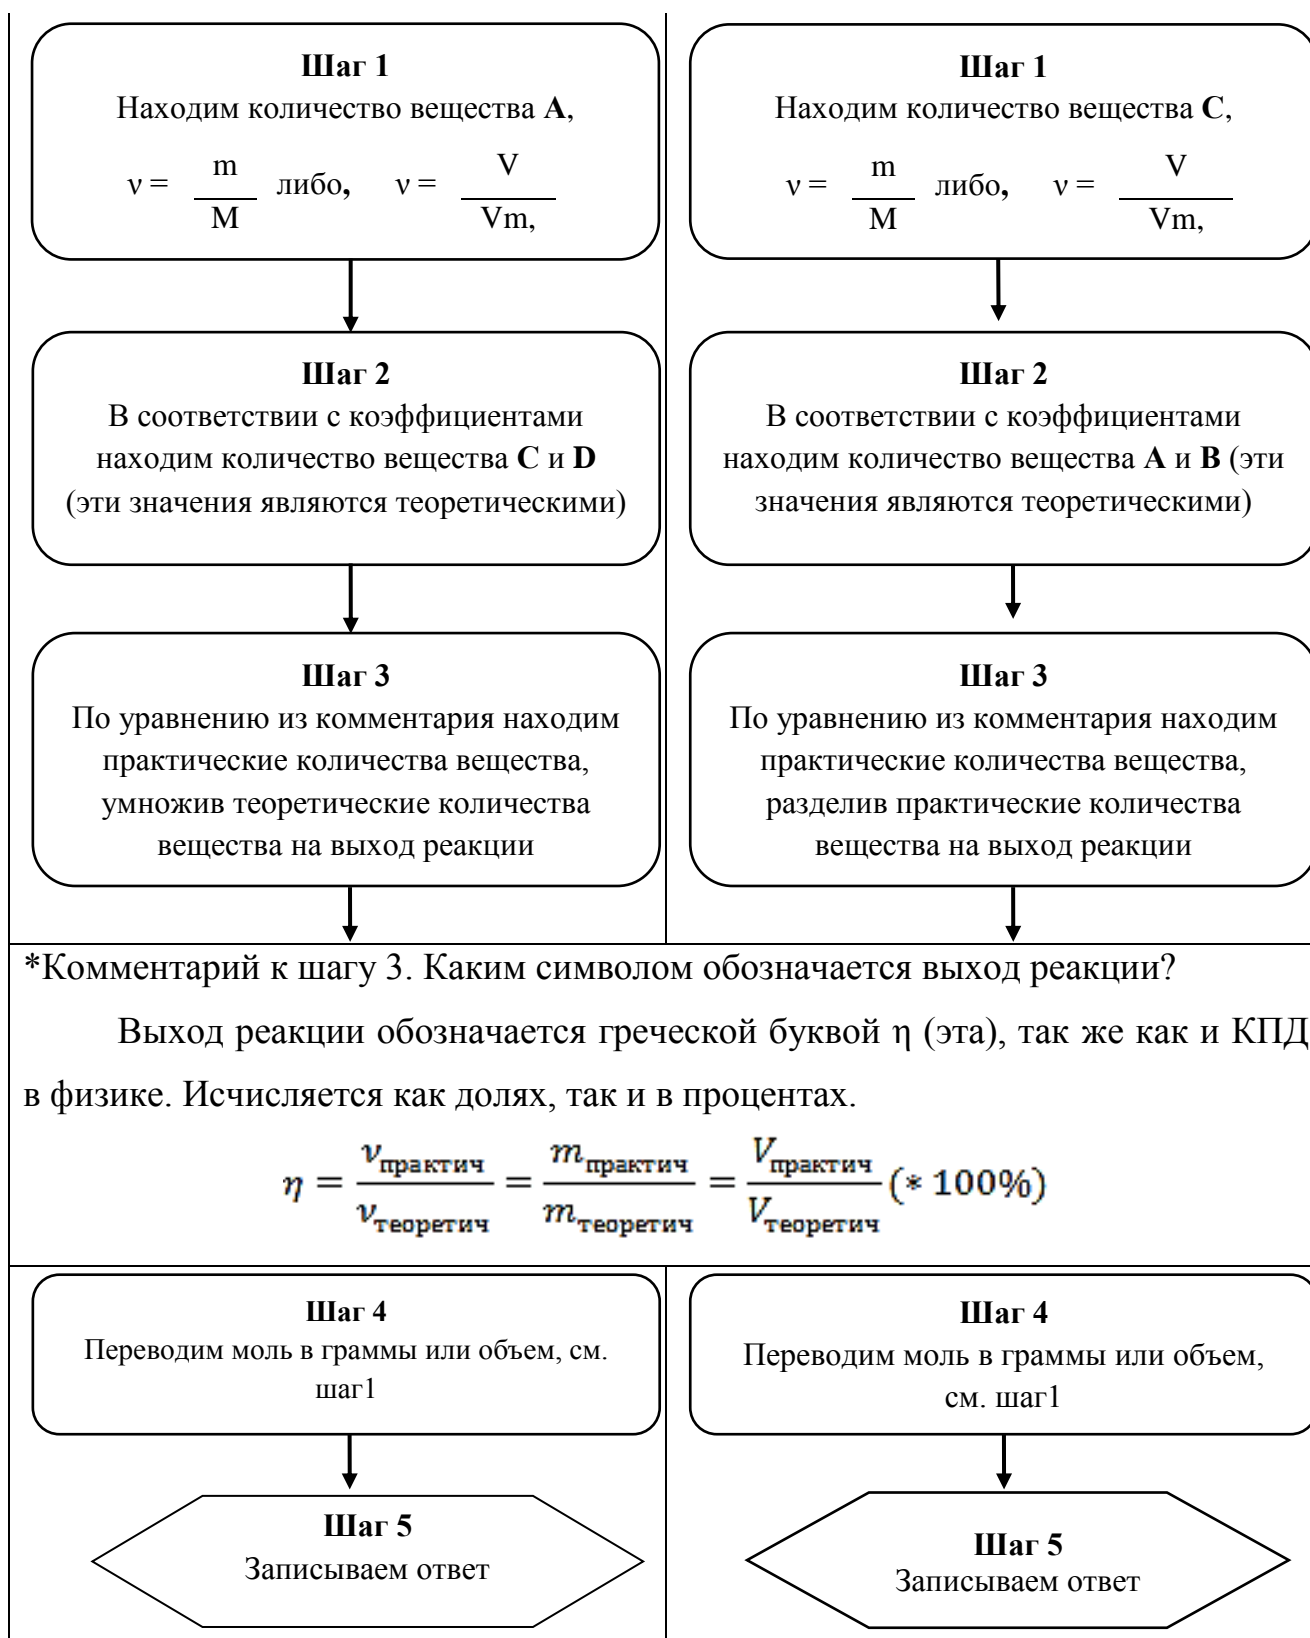 Шаг 1
Находим количество вещества А,
ν = m / M либо, ν = V / Vm,
Шаг 2
В соответствии с коэффициентами
находим количество вещества C и D
(эти значения являются теоретическими)
Шаг 3
По уравнению из комментария находим
практические количества вещества,
умножив теоретические количества
вещества на выход реакции
Шаг 1
Находим количество вещества С,
ν = m / M либо, ν = V / Vm,
Шаг 2
В соответствии с коэффициентами
находим количество вещества А и В (эти
значения являются теоретическими)
Шаг 3
По уравнению из комментария находим
практические количества вещества,
разделив практические количества
вещества на выход реакции
*Комментарий к шагу 3. Каким символом обозначается выход реакции?
Выход реакции обозначается греческой буквой η (эта), так же как и КПД
в физике. Исчисляется как долях, так и в процентах.
η = ν практич / ν теоретич = m практич / m теоретич = V практич / V теоретич (* 100%)
Шаг 4
Переводим моль в граммы или объем, см.
шаг1
Шаг 5
Записываем ответ
Шаг 4
Переводим моль в граммы или объем,
см. шаг1
Шаг 5
Записываем ответ